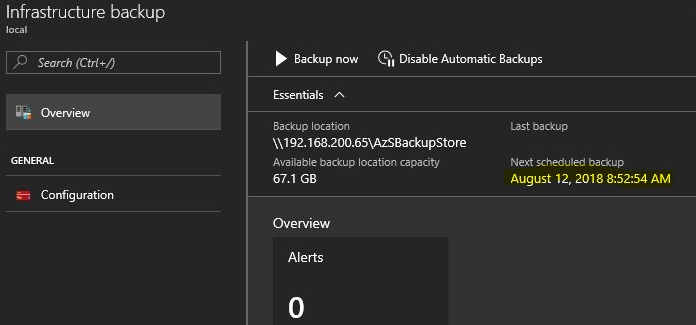 Infrastructure backup
local
Search (Ctrl+/)
Overview
GENERAL
Configuration
Backup now
Disable Automatic Backups
Essentials
Backup location
\\192.168.200.65\AzSBackupStore
Available backup location capacity
67.1 GB
Last backup
Next scheduled backup
August 12, 2018 8:52:54 AM
Overview
Alerts
0